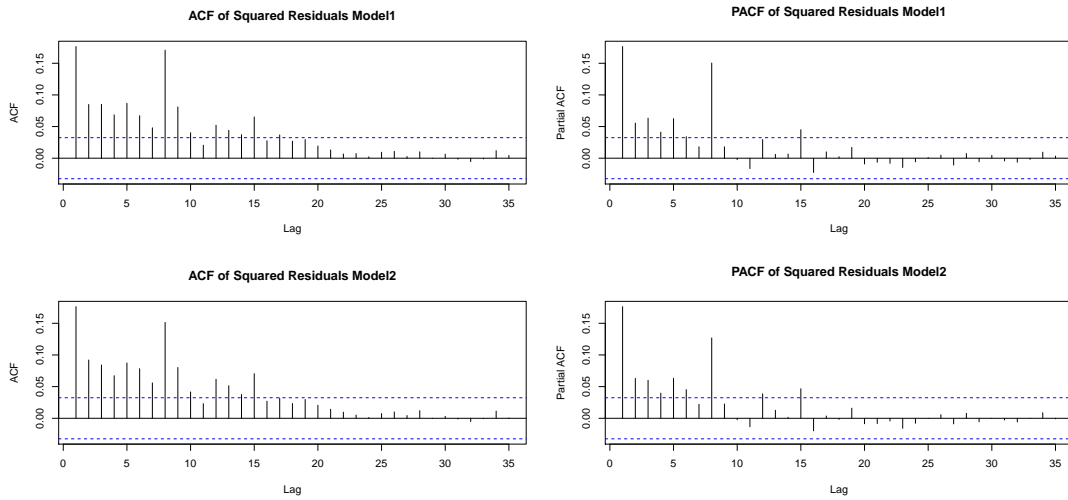 ACF of Squared Residuals Model1
ACF
0.00 0.05 0.10 0.15
0 5 10 15 20 25 30 35
Lag
PACF of Squared Residuals Model1
Partial ACF
0.00 0.05 0.10 0.15
0 5 10 15 20 25 30 35
Lag
ACF of Squared Residuals Model2
ACF
0.00 0.05 0.10 0.15
0 5 10 15 20 25 30 35
Lag
PACF of Squared Residuals Model2
Partial ACF
0.00 0.05 0.10 0.15
0 5 10 15 20 25 30 35
Lag